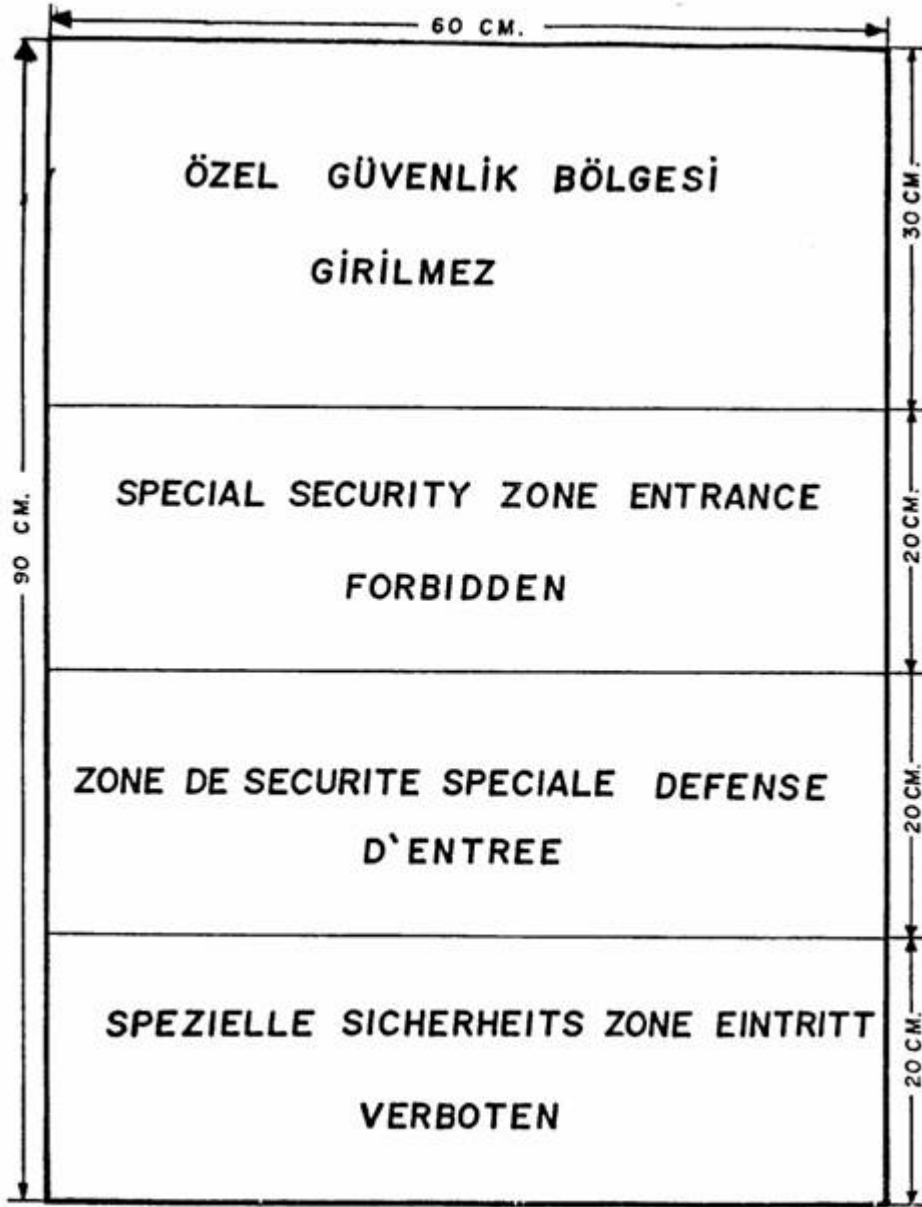 60 CM.
ÖZEL GÜVENLİK BÖLGESİ
GİRİLMEZ
30 CM.
SPECIAL SECURITY ZONE ENTRANCE
FORBIDDEN
20 CM.
90 CM.
ZONE DE SECURITE SPECIALE DEFENSE
D`ENTREE
20 CM.
SPEZIELLE SICHERHEITS ZONE EINTRITT
VERBOTEN
20 CM.